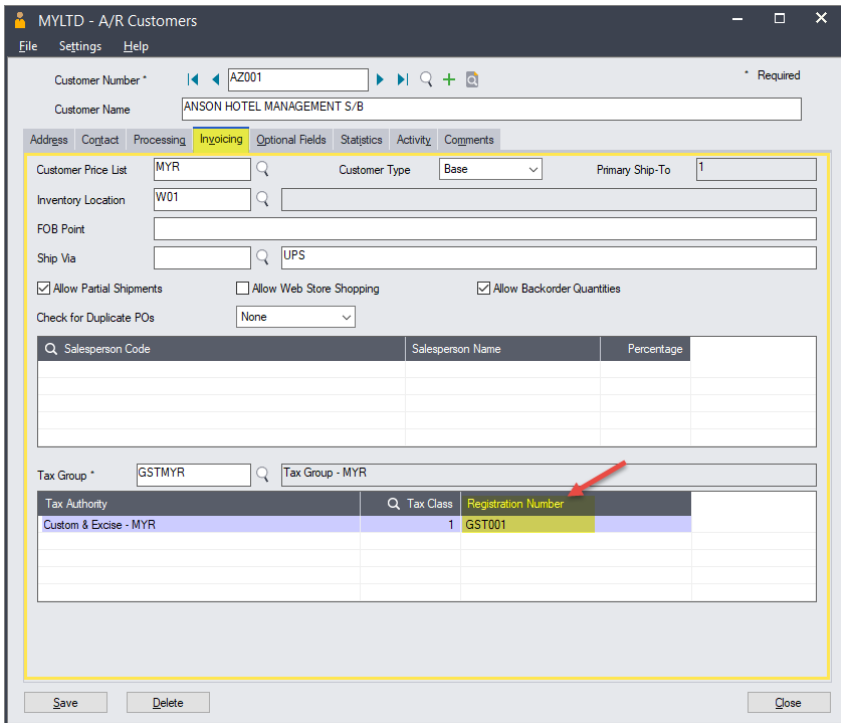 MYLTD - A/R Customers
File Settings Help
Customer Number * AZ001 * Required
Customer Name ANSON HOTEL MANAGEMENT S/B
Address Contact Processing Invoicing Optional Fields Statistics Activity Comments
Customer Price List MYR Customer Type Base Primary Ship-To 1
Inventory Location W01
FOB Point
Ship Via UPS
Allow Partial Shipments Allow Web Store Shopping Allow Backorder Quantities
Check for Duplicate POs None
Salesperson Code Salesperson Name Percentage
Tax Group * GSTMYR Tax Group - MYR
Tax Authority Tax Class Registration Number
Custom & Excise - MYR 1 GST001
Save Delete Close